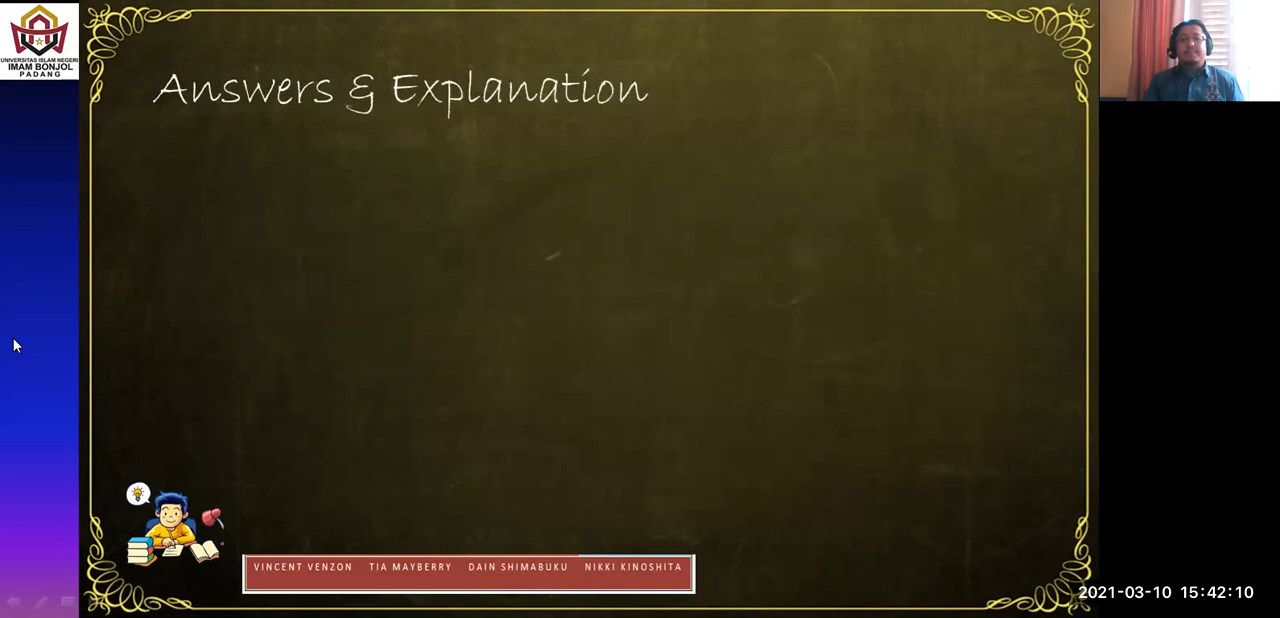 UNIVERSITAS ISLAM NEGERI
IMAM BONJOL
PADANG
Answers & Explanation
VINCENT VENZON TIA MAYBERRY DAIN SHIMABUKU NIKKI KINOSHITA
2021-03-10 15:42:10